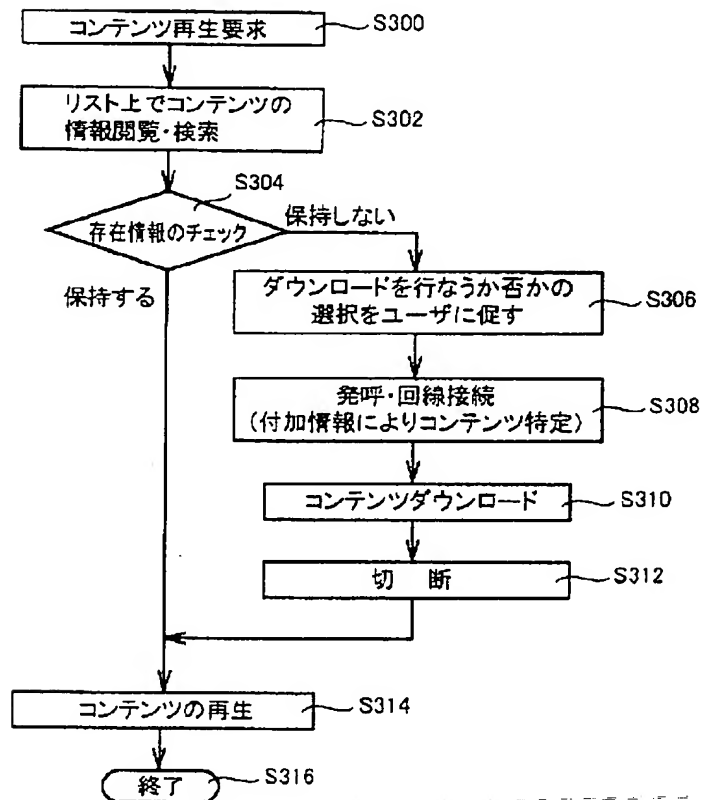 コンテンツ再生要求
S300
リスト上でコンテンツの
情報閲覧・検索
S302
S304
存在情報のチェック
保持しない
保持する
ダウンロードを行なうか否かの
選択をユーザに促す
S306
発呼・回線接続
(付加情報によりコンテンツ特定)
S308
コンテンツダウンロード
S310
切 断
S312
コンテンツの再生
S314
終了
S316